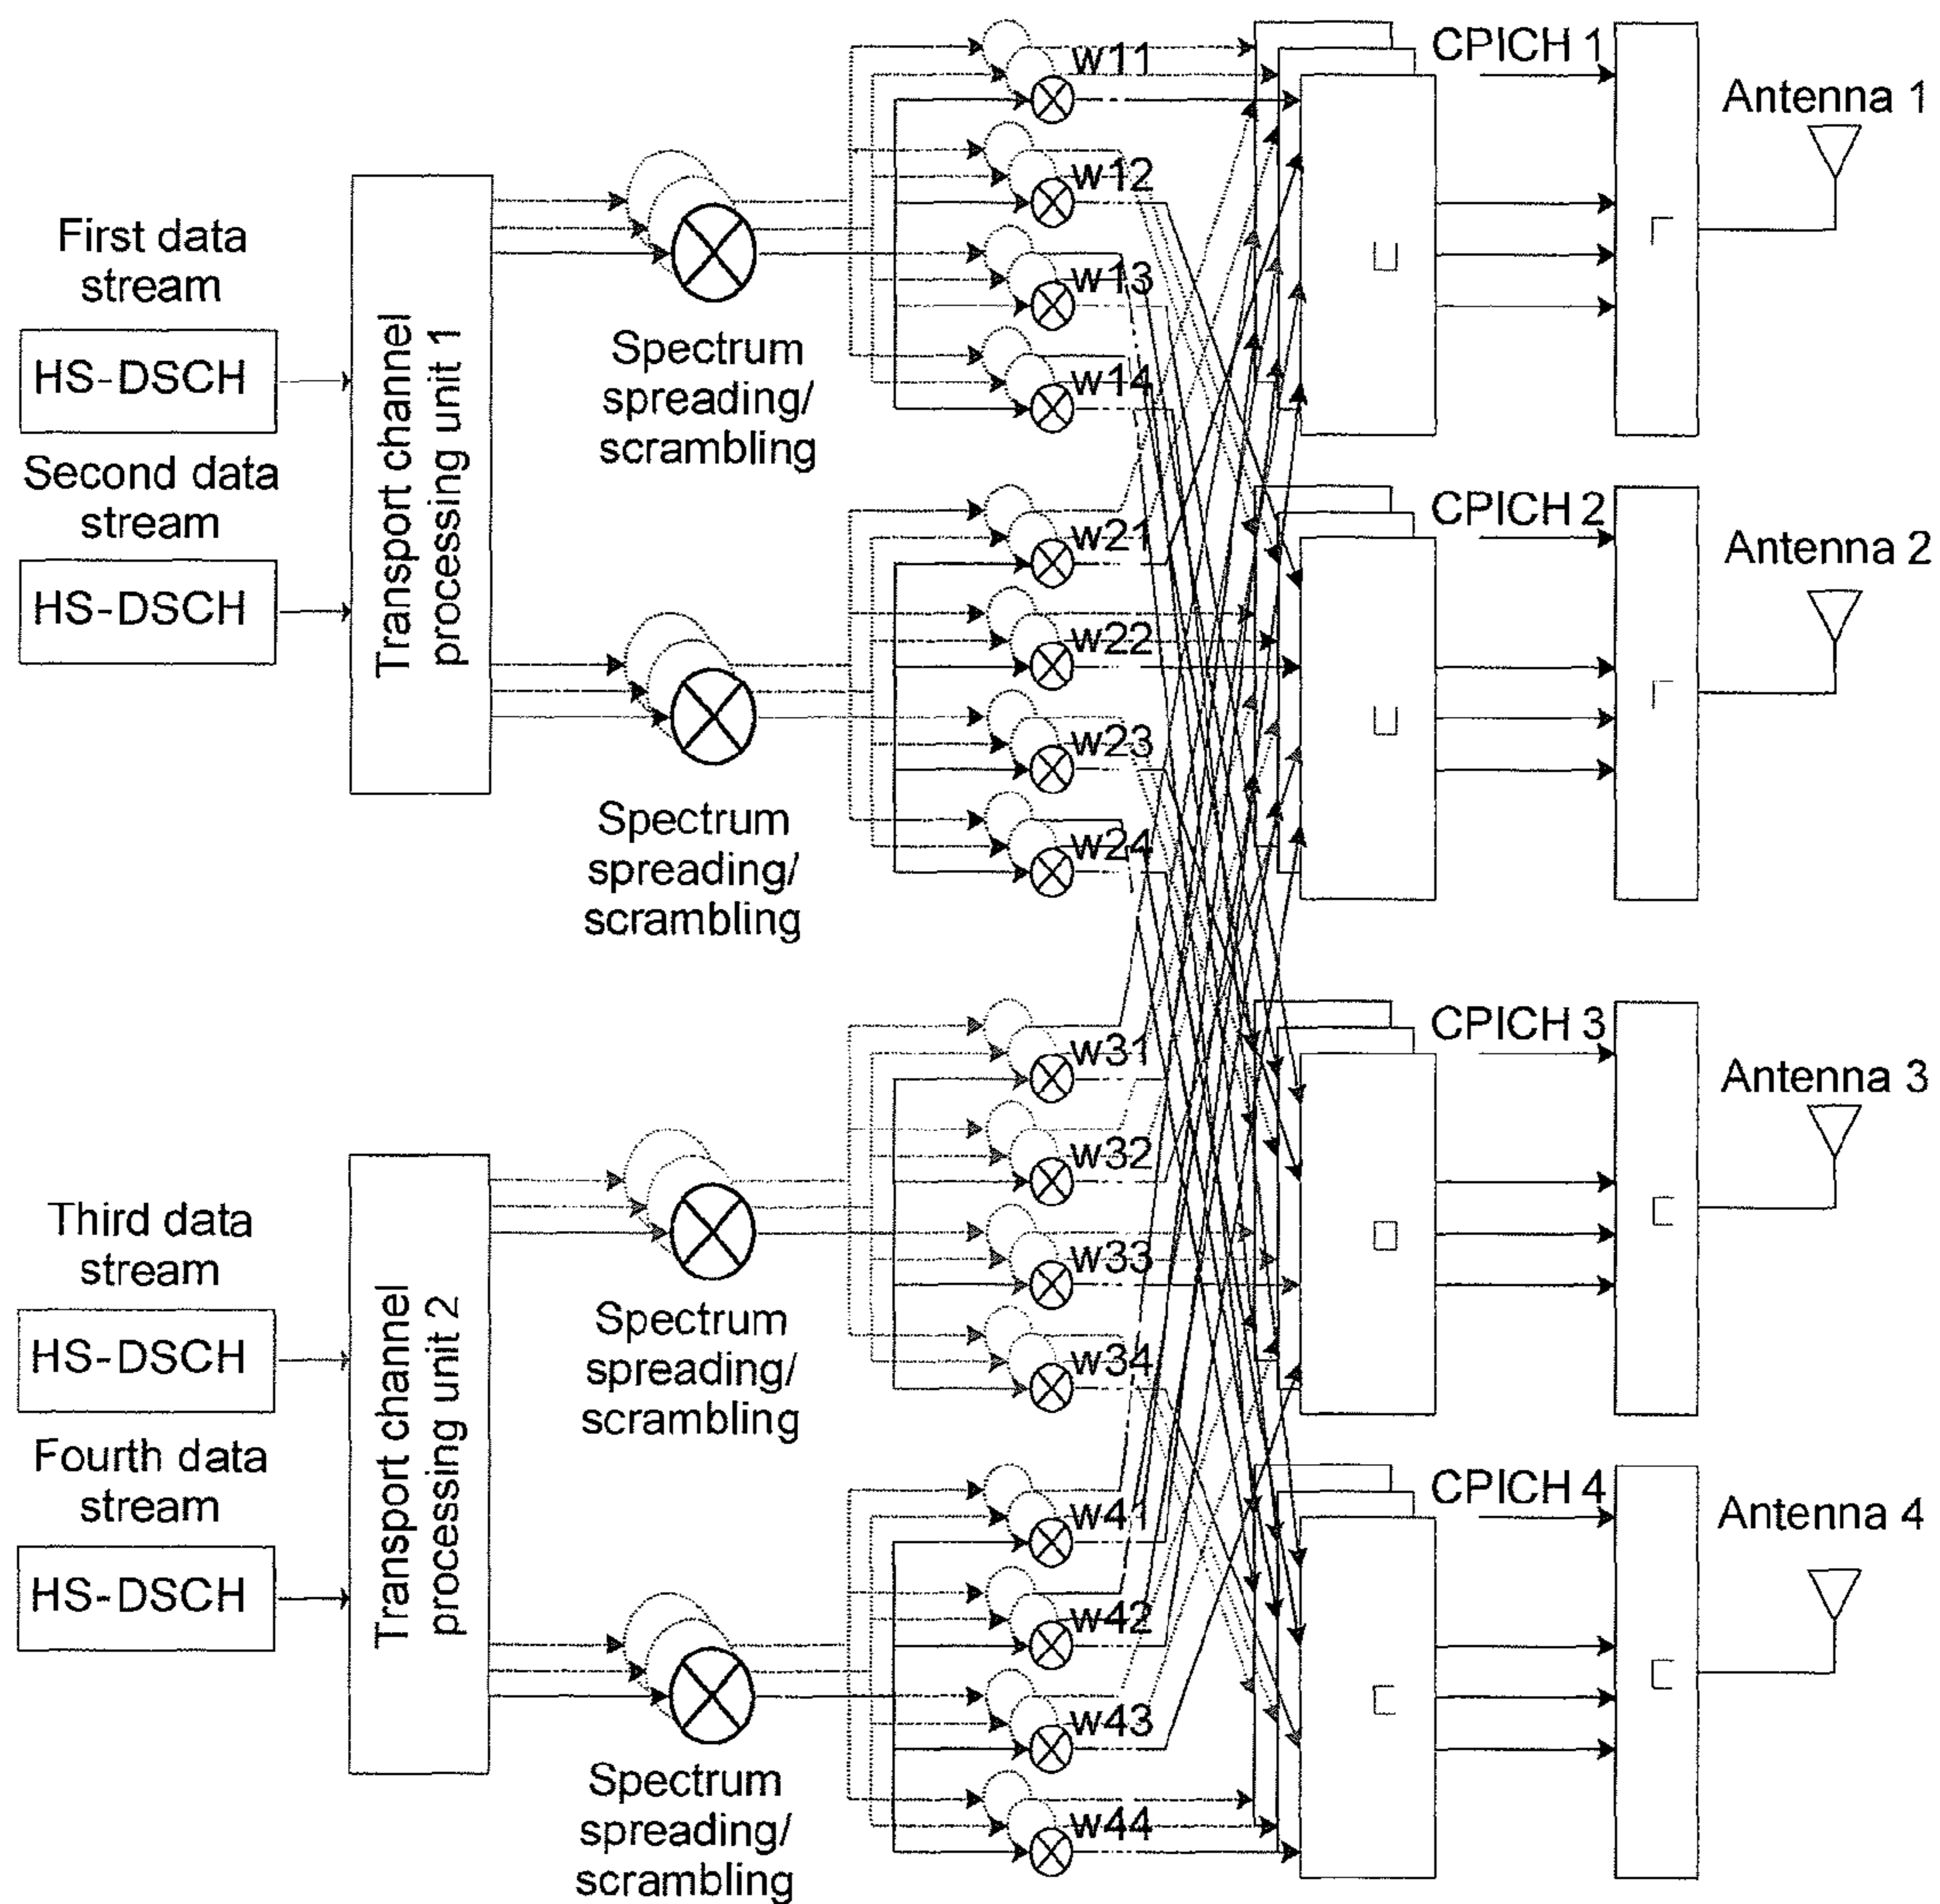 First data
stream
HS-DSCH
Second data
stream
HS-DSCH
Transport channel
processing unit 1
Spectrum
spreading/
scrambling
Spectrum
spreading/
scrambling
w11
w12
w13
w14
w21
w22
w23
w24
CPICH 1
Antenna 1
CPICH 2
Antenna 2
Third data
stream
HS-DSCH
Fourth data
stream
HS-DSCH
Transport channel
processing unit 2
Spectrum
spreading/
scrambling
Spectrum
spreading/
scrambling
w31
w32
w33
w34
w41
w42
w43
w44
CPICH 3
Antenna 3
CPICH 4
Antenna 4